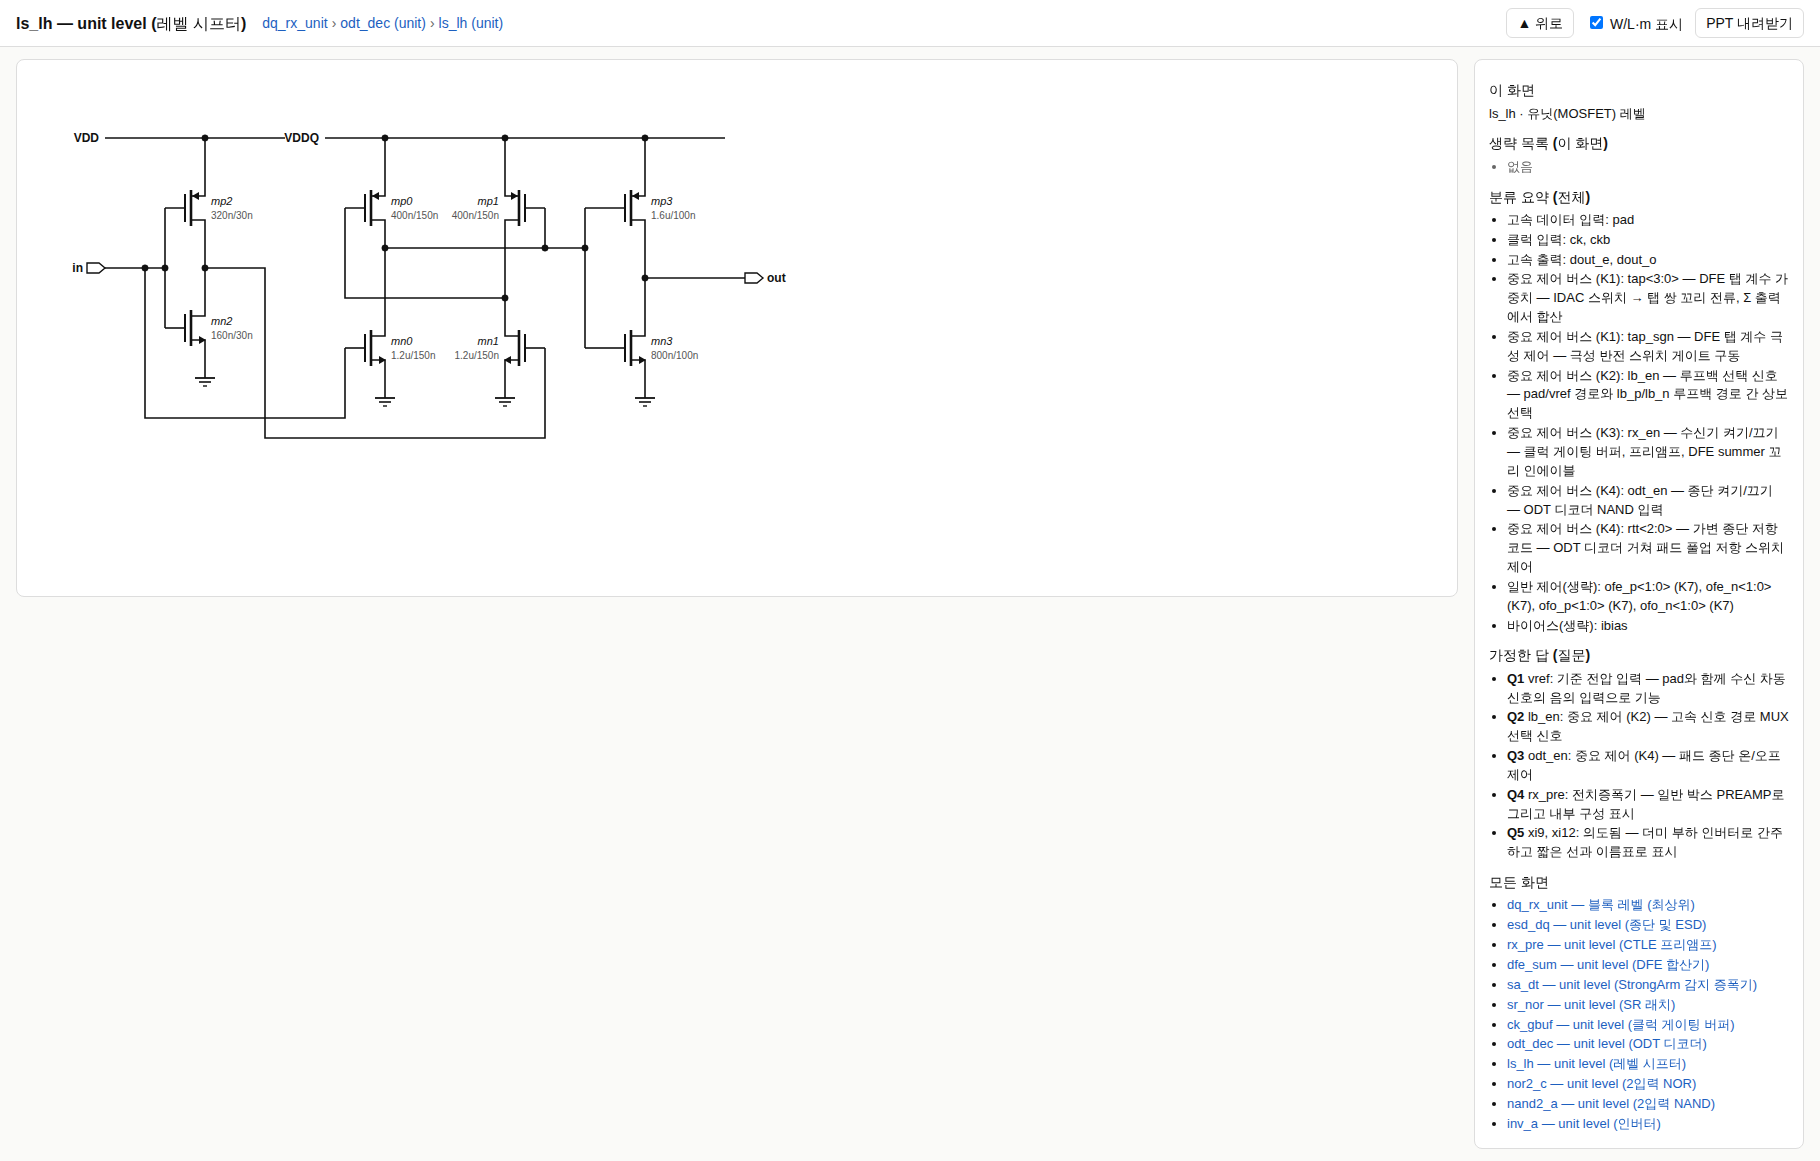 ls_lh — unit level (레벨 시프터) dq_rx_unit › odt_dec (unit) › ls_lh (unit) ▲ 위로 W/L·m 표시 PPT 내려받기
VDD VDDQ
mp2
320n/30n
mp0
400n/150n
mp1
400n/150n
mp3
1.6u/100n
in
out
mn2
160n/30n
mn0
1.2u/150n
mn1
1.2u/150n
mn3
800n/100n
이 화면
ls_lh · 유닛(MOSFET) 레벨
생략 목록 (이 화면)
없음
분류 요약 (전체)
고속 데이터 입력: pad
클럭 입력: ck, ckb
고속 출력: dout_e, dout_o
중요 제어 버스 (K1): tap<3:0> — DFE 탭 계수 가
중치 — IDAC 스위치 → 탭 쌍 꼬리 전류, Σ 출력
에서 합산
중요 제어 버스 (K1): tap_sgn — DFE 탭 계수 극
성 제어 — 극성 반전 스위치 게이트 구동
중요 제어 버스 (K2): lb_en — 루프백 선택 신호
— pad/vref 경로와 lb_p/lb_n 루프백 경로 간 상보
선택
중요 제어 버스 (K3): rx_en — 수신기 켜기/끄기
— 클럭 게이팅 버퍼, 프리앰프, DFE summer 꼬
리 인에이블
중요 제어 버스 (K4): odt_en — 종단 켜기/끄기
— ODT 디코더 NAND 입력
중요 제어 버스 (K4): rtt<2:0> — 가변 종단 저항
코드 — ODT 디코더 거쳐 패드 풀업 저항 스위치
제어
일반 제어(생략): ofe_p<1:0> (K7), ofe_n<1:0>
(K7), ofo_p<1:0> (K7), ofo_n<1:0> (K7)
바이어스(생략): ibias
가정한 답 (질문)
Q1 vref: 기준 전압 입력 — pad와 함께 수신 차동
신호의 음의 입력으로 기능
Q2 lb_en: 중요 제어 (K2) — 고속 신호 경로 MUX
선택 신호
Q3 odt_en: 중요 제어 (K4) — 패드 종단 온/오프
제어
Q4 rx_pre: 전치증폭기 — 일반 박스 PREAMP로
그리고 내부 구성 표시
Q5 xi9, xi12: 의도됨 — 더미 부하 인버터로 간주
하고 짧은 선과 이름표로 표시
모든 화면
dq_rx_unit — 블록 레벨 (최상위)
esd_dq — unit level (종단 및 ESD)
rx_pre — unit level (CTLE 프리앰프)
dfe_sum — unit level (DFE 합산기)
sa_dt — unit level (StrongArm 감지 증폭기)
sr_nor — unit level (SR 래치)
ck_gbuf — unit level (클럭 게이팅 버퍼)
odt_dec — unit level (ODT 디코더)
ls_lh — unit level (레벨 시프터)
nor2_c — unit level (2입력 NOR)
nand2_a — unit level (2입력 NAND)
inv_a — unit level (인버터)